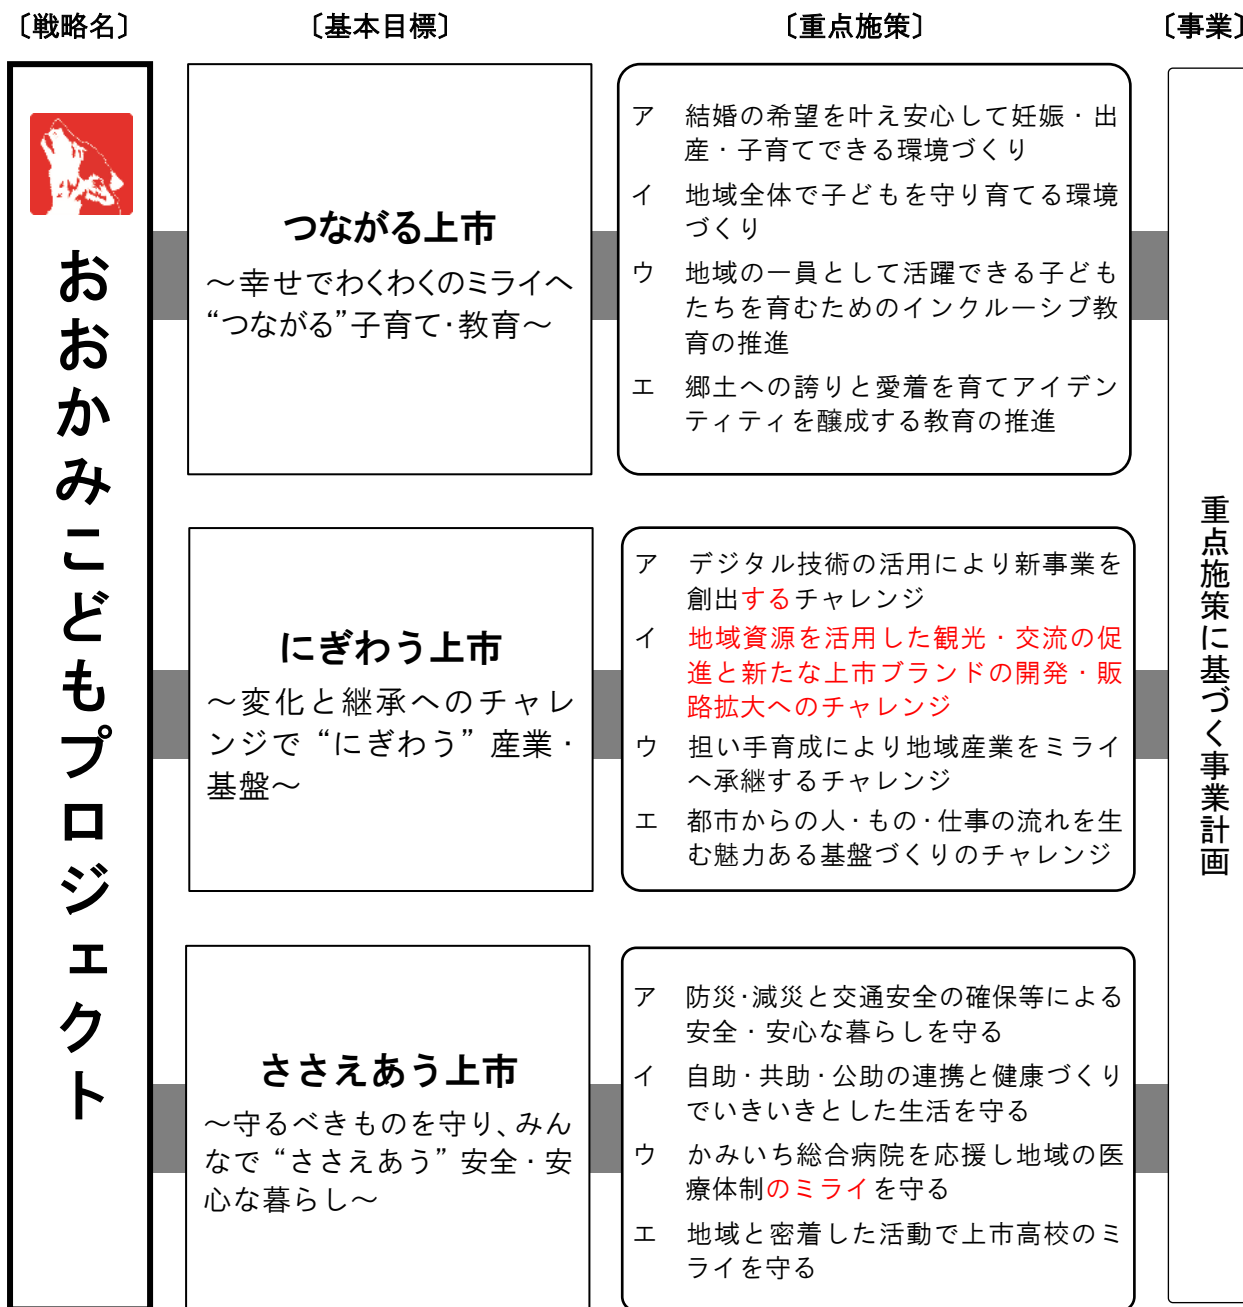 〔戦略名〕
〔基本目標〕
〔重点施策〕
〔事業〕
おおかみこどもプロジェクト
つながる上市
～幸せでわくわくのミライへ
“つながる”子育て・教育～
ア 結婚の希望を叶え安心して妊娠・出
産・子育てできる環境づくり
イ 地域全体で子どもを守り育てる環境
づくり
ウ 地域の一員として活躍できる子ども
たちを育むためのインクルーシブ教
育の推進
エ 郷土への誇りと愛着を育てアイデン
ティティを醸成する教育の推進
にぎわう上市
～変化と継承へのチャレ
ンジで “にぎわう” 産業・
基盤～
ア デジタル技術の活用により新事業を
創出するチャレンジ
イ 地域資源を活用した観光・交流の促
進と新たな上市ブランドの開発・販
路拡大へのチャレンジ
ウ 担い手育成により地域産業をミライ
へ承継するチャレンジ
エ 都市からの人・もの・仕事の流れを生
む魅力ある基盤づくりのチャレンジ
ささえあう上市
～守るべきものを守り、みん
なで “ささえあう” 安全・安
心な暮らし～
ア 防災・減災と交通安全の確保等による
安全・安心な暮らしを守る
イ 自助・共助・公助の連携と健康づくり
でいきいきとした生活を守る
ウ かみいち総合病院を応援し地域の医
療体制のミライを守る
エ 地域と密着した活動で上市高校のミ
ライを守る
重点施策に基づく事業計画